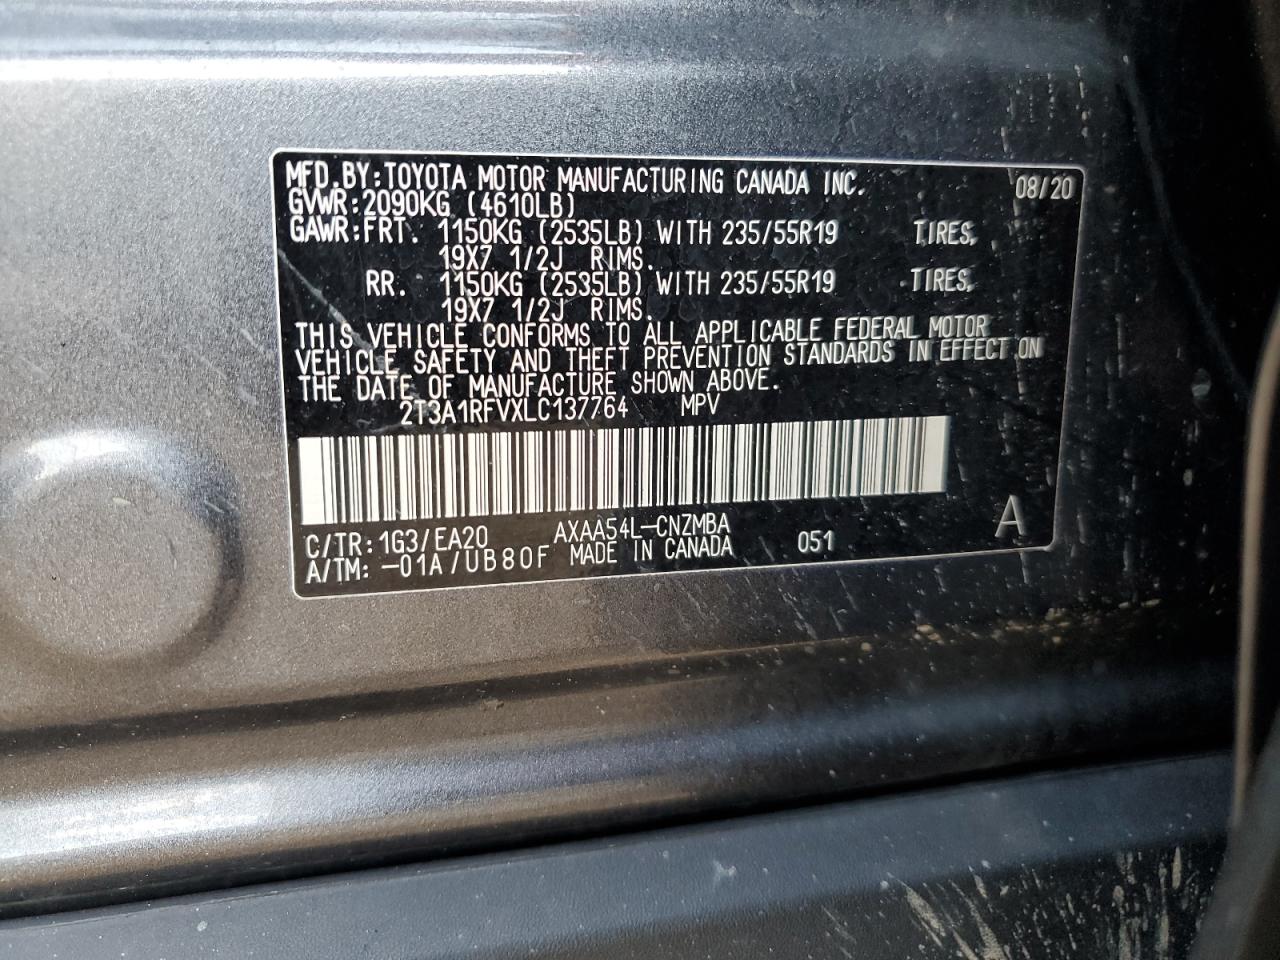 MFD. BY: TOYOTA MOTOR MANUFACTURING CANADA INC. 08/20
GVWR: 2090KG (4610LB)
GAWR: FRT. 1150KG (2535LB) WITH 235/55R19 TIRES,
19X7 1/2J RIMS.
RR. 1150KG (2535LB) WITH 235/55R19 TIRES,
19X7 1/2J RIMS.
THIS VEHICLE CONFORMS TO ALL APPLICABLE FEDERAL MOTOR
VEHICLE SAFETY AND THEFT PREVENTION STANDARDS IN EFFECT ON
THE DATE OF MANUFACTURE SHOWN ABOVE.
2T3A1RFVXLC137764 MPV
C/TR: 1G3/EA20 AXAA54L-CNZMBA
A/TM: -01A/UB80F MADE IN CANADA 051 A